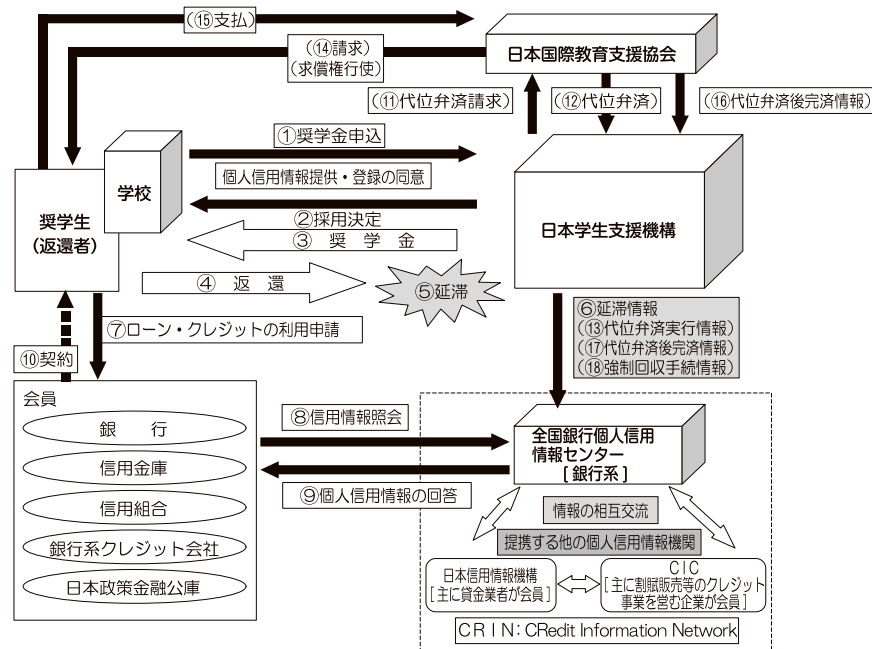 (⑮支払)
(⑭請求)
(求償権行使)
日本国際教育支援協会
(⑪代位弁済請求)
(⑫代位弁済)
(⑯代位弁済後完済情報)
①奨学金申込
個人信用情報提供・登録の同意
学校
奨学生
(返還者)
②採用決定
③ 奨 学 金
日本学生支援機構
④ 返 還
⑤延滞
⑥延滞情報
(⑬代位弁済実行情報)
(⑰代位弁済後完済情報)
(⑱強制回収手続情報)
⑦ローン・クレジットの利用申請
⑩契約
会員
銀 行
信用金庫
信用組合
銀行系クレジット会社
日本政策金融公庫
⑧信用情報照会
⑨個人信用情報の回答
全国銀行個人信用
情報センター
[銀行系]
情報の相互交流
提携する他の個人信用情報機関
日本信用情報機構
[主に貸金業者が会員]
CIC
[主に割賦販売等のクレジット
事業を営む企業が会員]
CRIN: CRedit Information Network